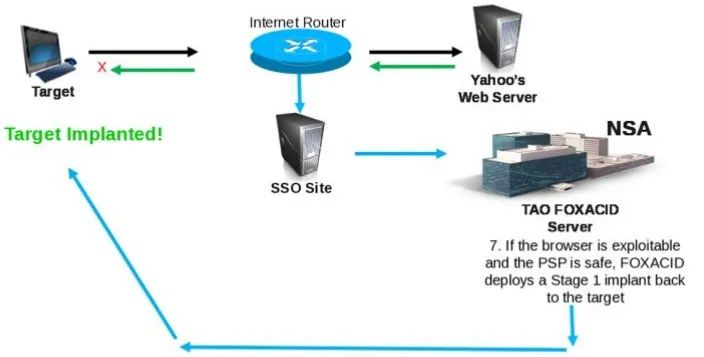 Internet Router
X
Target
Yahoo's
Web Server
Target Implanted!
NSA
SSO Site
TAO FOXACID
Server
7. If the browser is exploitable
and the PSP is safe, FOXACID
deploys a Stage 1 implant back
to the target